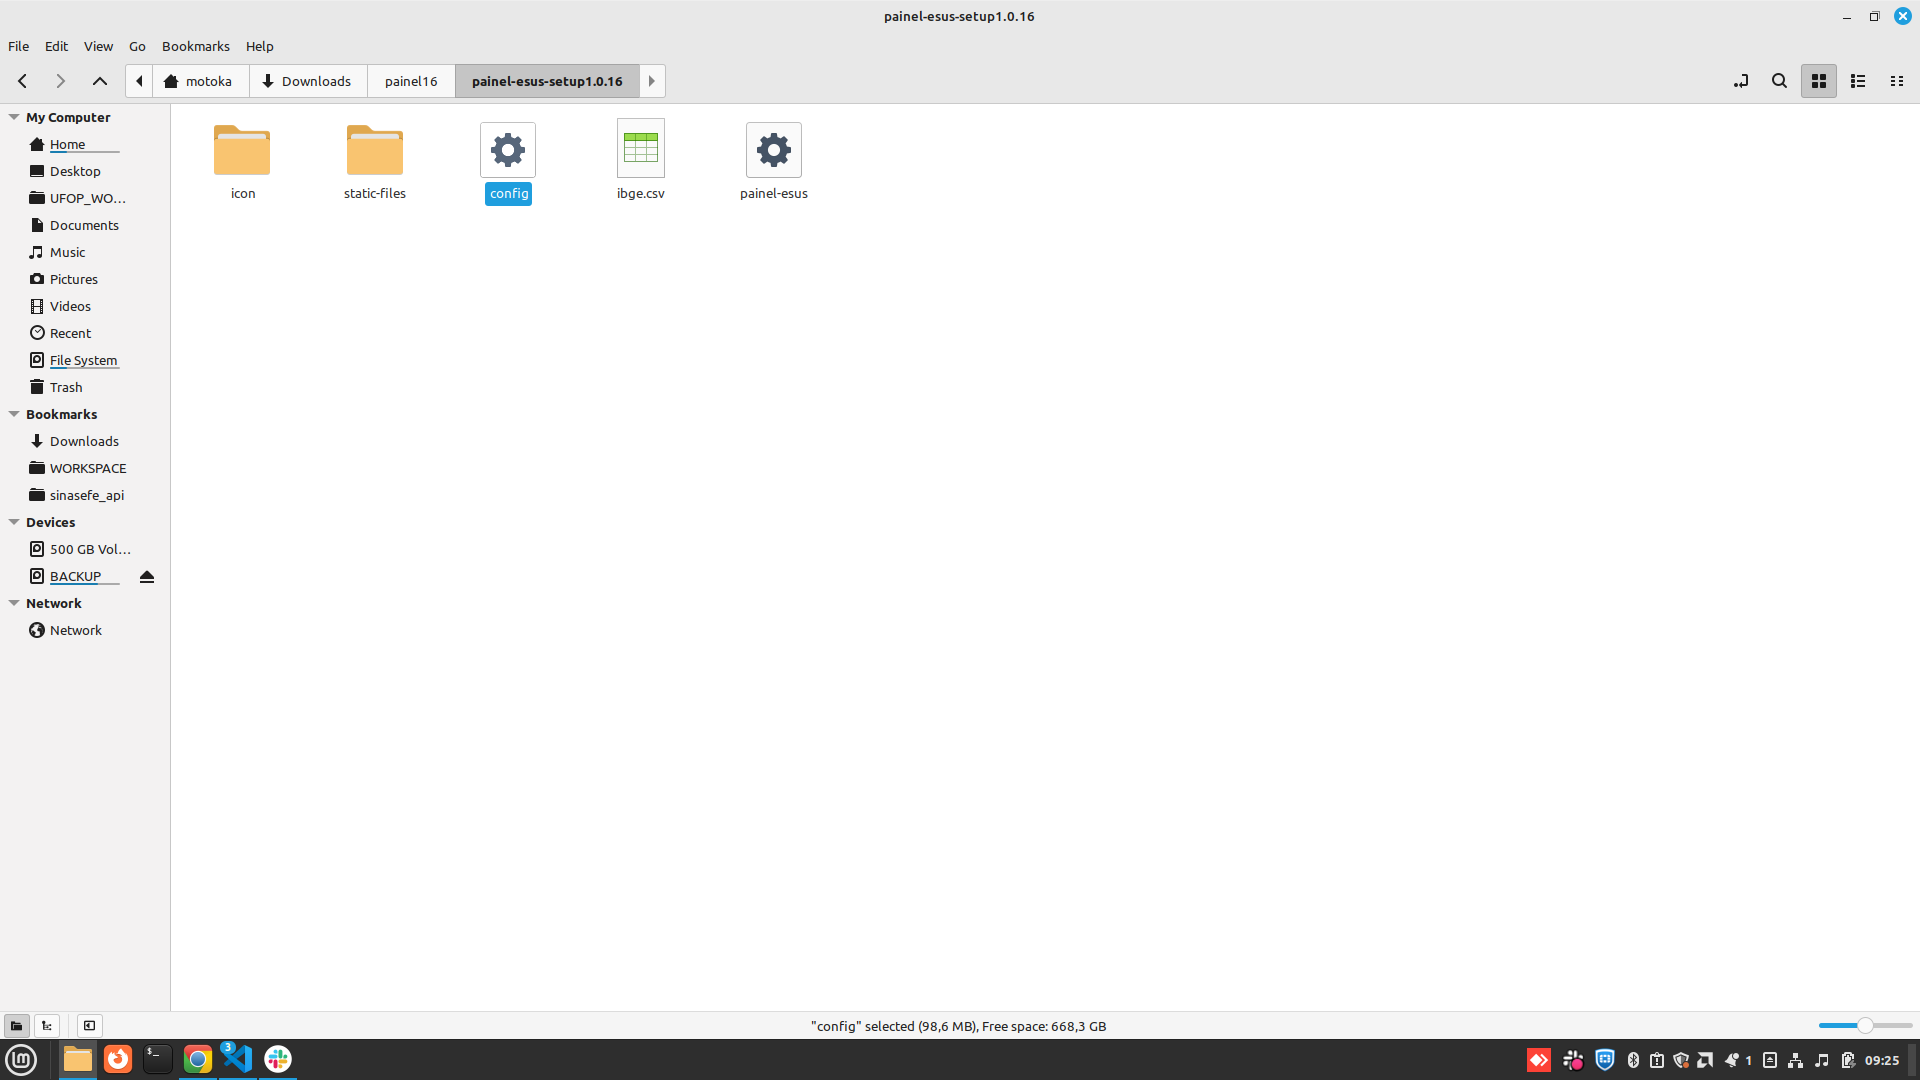 painel-esus-setup1.0.16
File Edit View Go Bookmarks Help
motoka Downloads painel16 painel-esus-setup1.0.16
My Computer
Home
Desktop
UFOP_WO...
Documents
Music
Pictures
Videos
Recent
File System
Trash
Bookmarks
Downloads
WORKSPACE
sinasefe_api
Devices
500 GB Vol...
BACKUP
Network
Network
icon static-files config ibge.csv painel-esus
"config" selected (98,6 MB), Free space: 668,3 GB
lm $_ 3 1 09:25